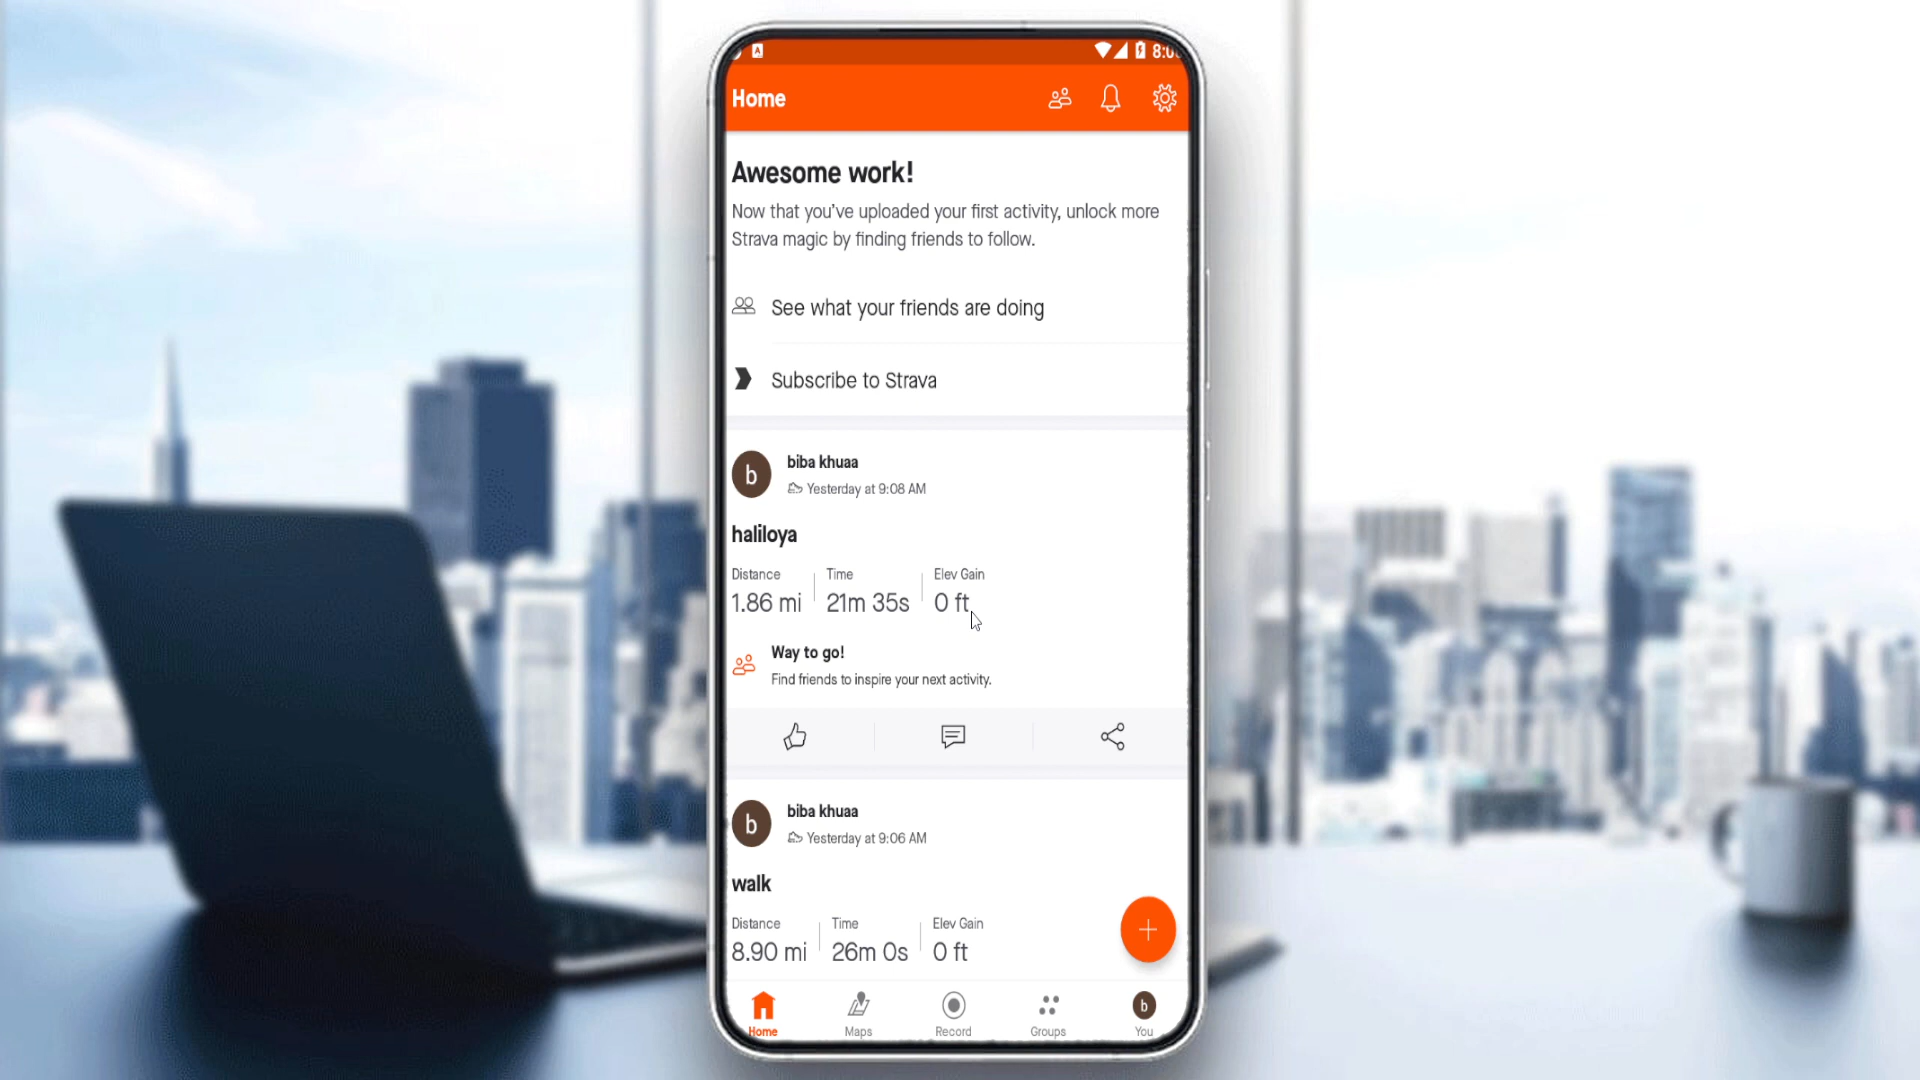 A
8:0
Home
Awesome work!
Now that you've uploaded your first activity, unlock more
Strava magic by finding friends to follow.
See what your friends are doing
Subscribe to Strava
b
biba khuaa
Yesterday at 9:08 AM
haliloya
Distance Time Elev Gain
1.86 mi 21m 35s 0 ft
Way to go!
Find friends to inspire your next activity.
b
biba khuaa
Yesterday at 9:06 AM
walk
Distance Time Elev Gain
8.90 mi 26m 0s 0 ft
b
Home Maps Record Groups You